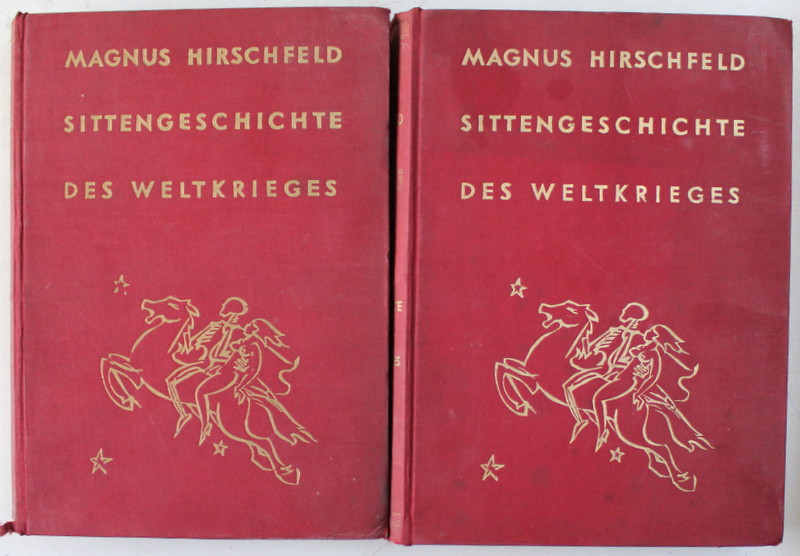 MAGNUS HIRSCHFELD
SITTENGESCHICHTE
DES WELTKRIEGES
MAGNUS HIRSCHFELD
SITTENGESCHICHTE
DES WELTKRIEGES